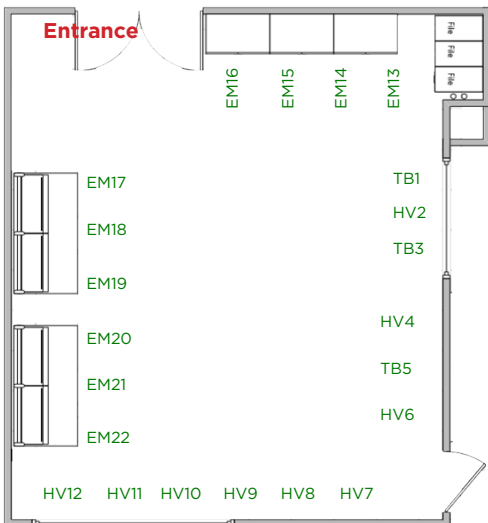 Entrance
File
File
File
EM16
EM15
EM14
EM13
EM17
TB1
HV2
EM18
TB3
EM19
HV4
EM20
TB5
EM21
HV6
EM22
HV12 HV11 HV10 HV9 HV8 HV7